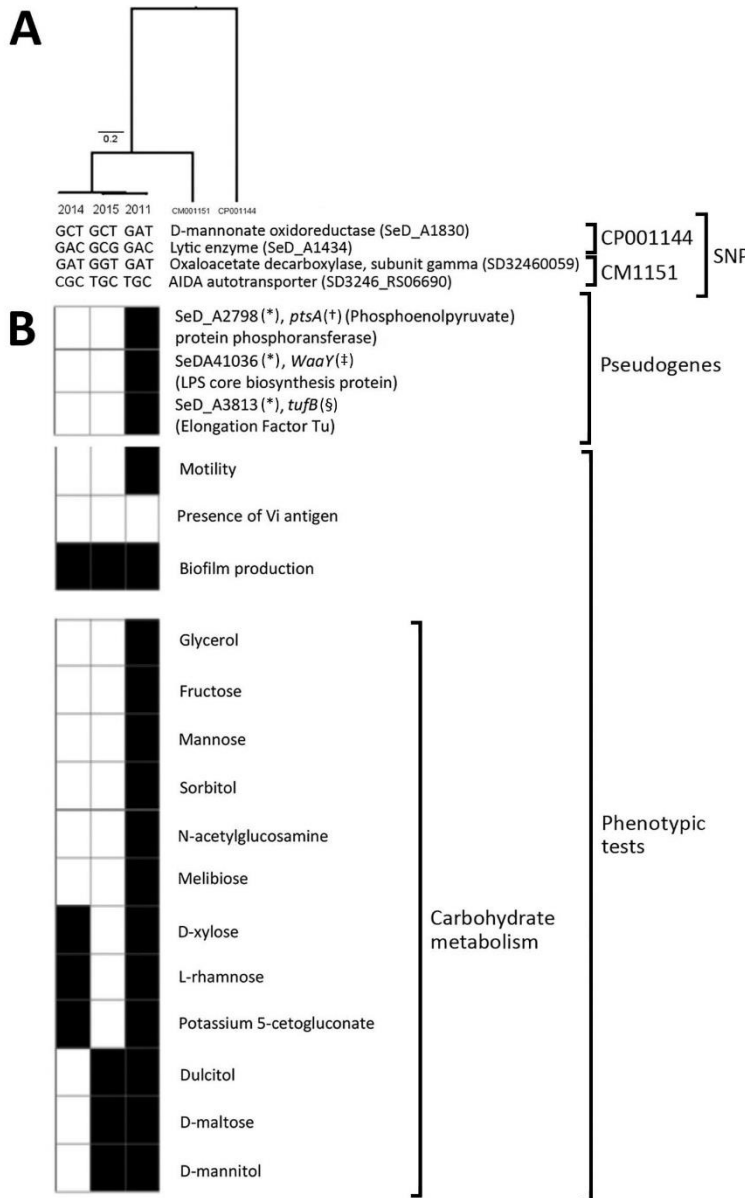 A
0.2
2014 2015 2011 CM001151 CP001144
GCT GCT GAT D-mannonate oxidoreductase (SeD_A1830)
GAC GCG GAC Lytic enzyme (SeD_A1434)
CP001144
GAT GGT GAT Oxaloacetate decarboxylase, subunit gamma (SD32460059)
CGC TGC TGC AIDA autotransporter (SD3246_RS06690)
CM1151
SNP
B
SeD_A2798(*), ptsA(†)(Phosphoenolpyruvate)
protein phosphoransferase)
SeDA41036(*), WaaY(‡)
(LPS core biosynthesis protein)
SeD_A3813(*), tufB(§)
(Elongation Factor Tu)
Pseudogenes
Motility
Presence of Vi antigen
Biofilm production
Glycerol
Fructose
Mannose
Sorbitol
N-acetylglucosamine
Melibiose
D-xylose
L-rhamnose
Potassium 5-cetogluconate
Dulcitol
D-maltose
D-mannitol
Carbohydrate
metabolism
Phenotypic
tests